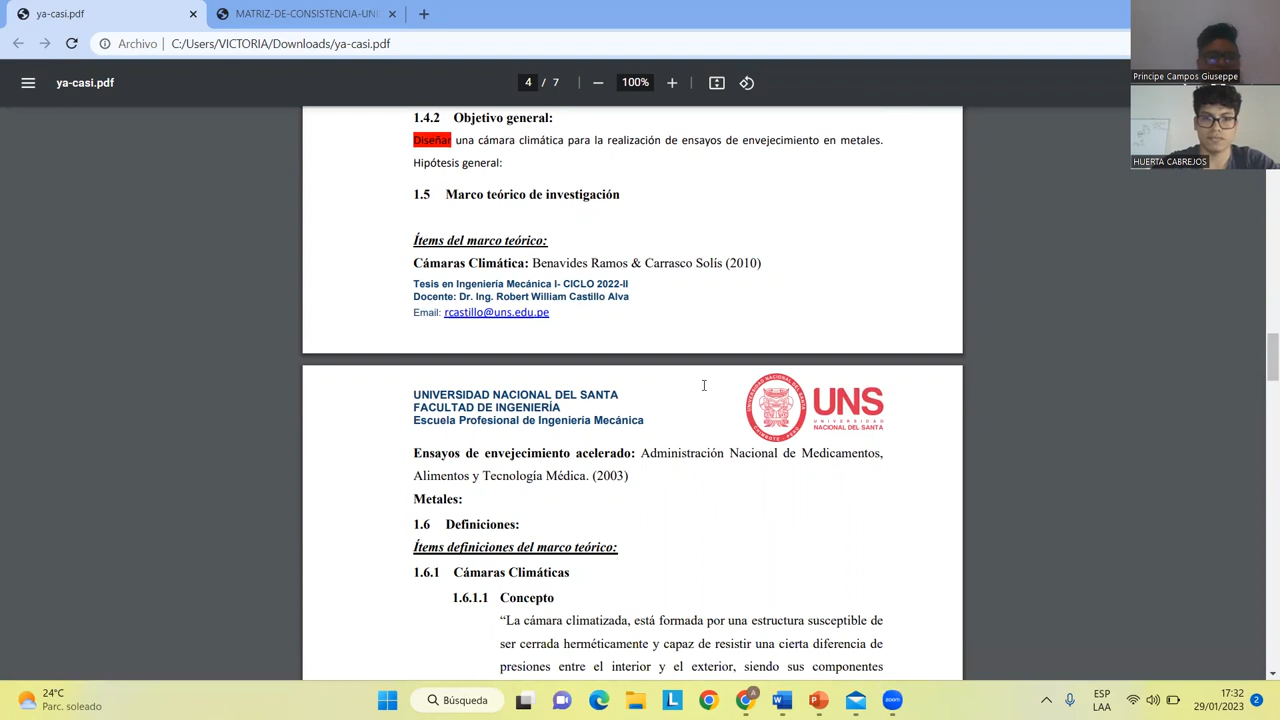 ya-casi.pdf
MATRIZ-DE-CONSISTENCIA-UNI
Archivo C:/Users/VICTORIA/Downloads/ya-casi.pdf
ya-casi.pdf
4 / 7
100%
Principe Campos Giuseppe
HUERTA CABREJOS
1.4.2 Objetivo general:
Diseñar una cámara climática para la realización de ensayos de envejecimiento en metales.
Hipótesis general:
1.5 Marco teórico de investigación
Ítems del marco teórico:
Cámaras Climática: Benavides Ramos & Carrasco Solís (2010)
Tesis en Ingeniería Mecánica I- CICLO 2022-II
Docente: Dr. Ing. Robert William Castillo Alva
Email: rcastillo@uns.edu.pe
UNIVERSIDAD NACIONAL DEL SANTA
FACULTAD DE INGENIERÍA
Escuela Profesional de Ingeniería Mecánica
UNS
UNIVERSIDAD
NACIONAL DEL SANTA
Ensayos de envejecimiento acelerado: Administración Nacional de Medicamentos,
Alimentos y Tecnología Médica. (2003)
Metales:
1.6 Definiciones:
Ítems definiciones del marco teórico:
1.6.1 Cámaras Climáticas
1.6.1.1 Concepto
“La cámara climatizada, está formada por una estructura susceptible de
ser cerrada herméticamente y capaz de resistir una cierta diferencia de
presiones entre el interior y el exterior, siendo sus componentes
24°C
Parc. soleado
Búsqueda
zoom
ESP
LAA
17:32
29/01/2023
2